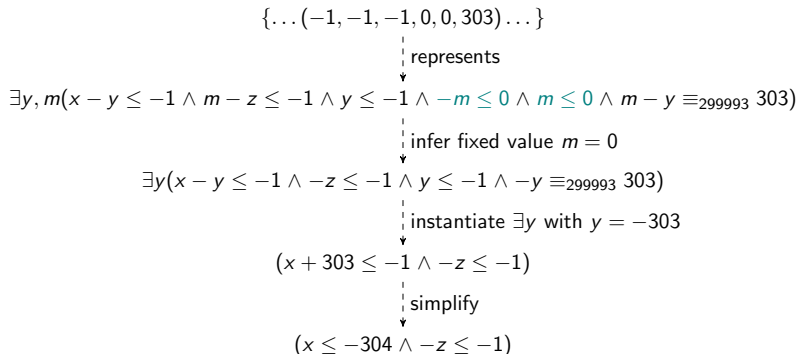 {...(−1, −1, −1, 0, 0, 303)...}
represents
∃y, m(x − y ≤ −1 ∧ m − z ≤ −1 ∧ y ≤ −1 ∧ −m ≤ 0 ∧ m ≤ 0 ∧ m − y ≡₂₉₉₉₉₃ 303)
infer fixed value m = 0
∃y(x − y ≤ −1 ∧ −z ≤ −1 ∧ y ≤ −1 ∧ −y ≡₂₉₉₉₉₃ 303)
instantiate ∃y with y = −303
(x + 303 ≤ −1 ∧ −z ≤ −1)
simplify
(x ≤ −304 ∧ −z ≤ −1)